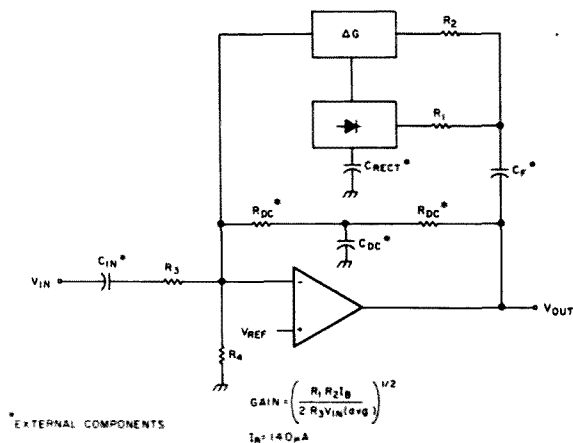 ΔG
R2
R1
CRECT*
CF*
RDC*
RDC*
CDC*
CIN*
R3
VIN
-
VREF
+
VOUT
R4
GAIN = ( R1 R2 IB / 2 R3 VIN(avg) )1/2
IB = 140µA
*EXTERNAL COMPONENTS